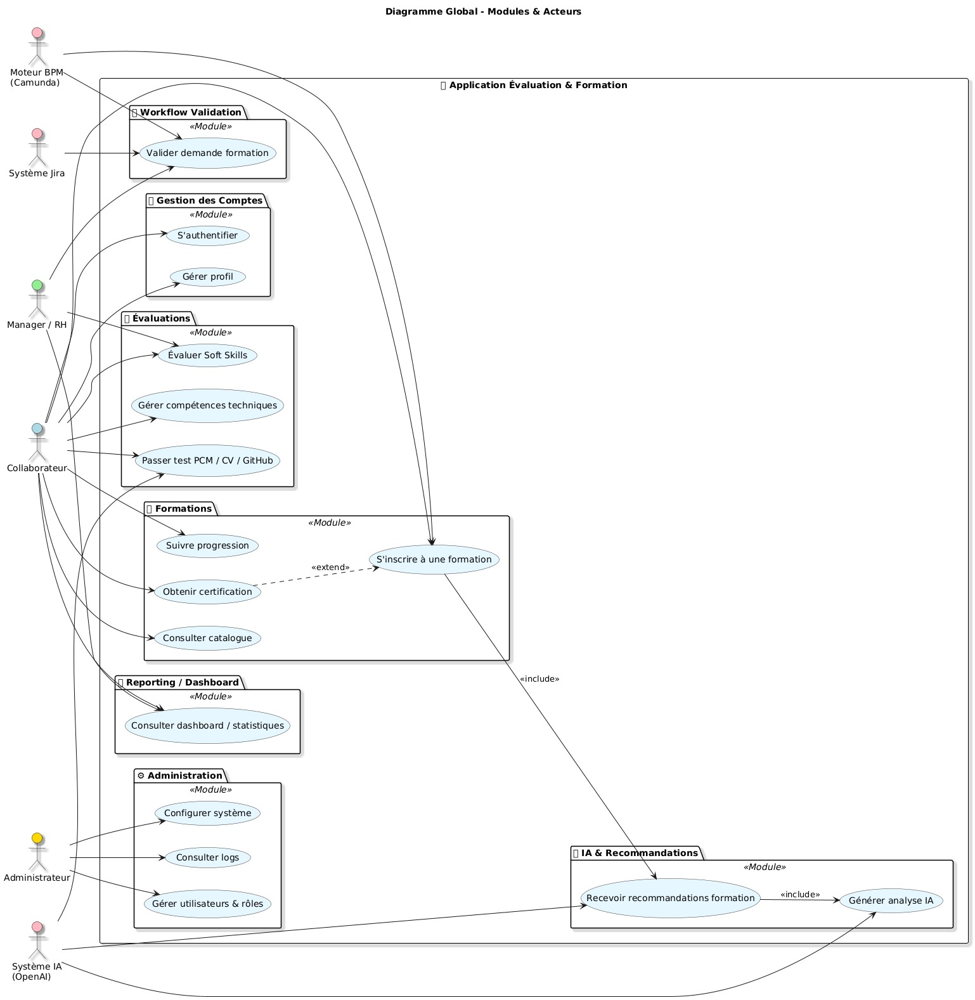 Diagramme Global - Modules & Acteurs
Moteur BPM
(Camunda)
Application Évaluation & Formation
Workflow Validation
«Module»
Valider demande formation
Système Jira
Gestion des Comptes
«Module»
S'authentifier
Gérer profil
Manager / RH
Évaluations
«Module»
Évaluer Soft Skills
Gérer compétences techniques
Passer test PCM / CV / GitHub
Collaborateur
Formations
«Module»
Suivre progression
S'inscrire à une formation
«extend»
Obtenir certification
Consulter catalogue
«include»
Reporting / Dashboard
«Module»
Consulter dashboard / statistiques
⚙ Administration
«Module»
Configurer système
Consulter logs
Gérer utilisateurs & rôles
Administrateur
IA & Recommandations
«Module»
Recevoir recommandations formation
«include»
Générer analyse IA
Système IA
(OpenAI)